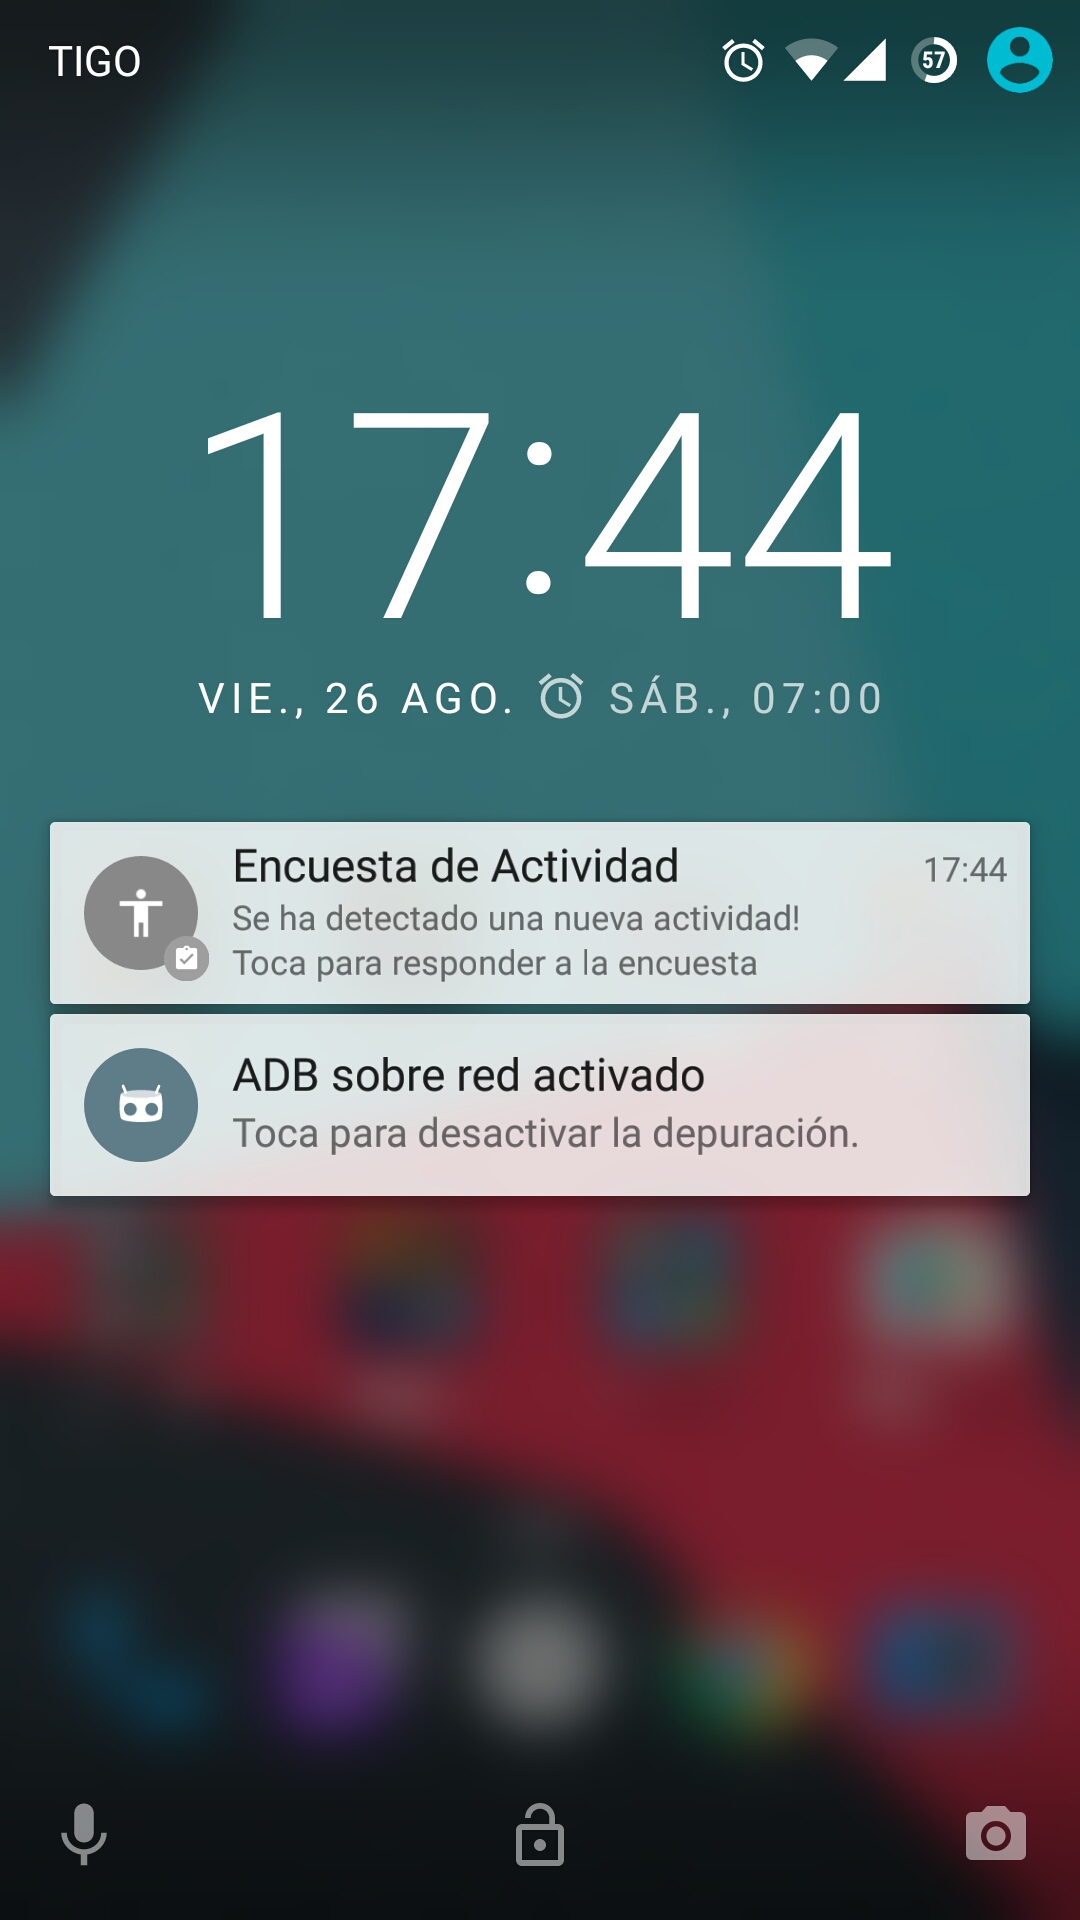 TIGO
57
17:44
VIE., 26 AGO. SÁB., 07:00
Encuesta de Actividad 17:44
Se ha detectado una nueva actividad!
Toca para responder a la encuesta
ADB sobre red activado
Toca para desactivar la depuración.